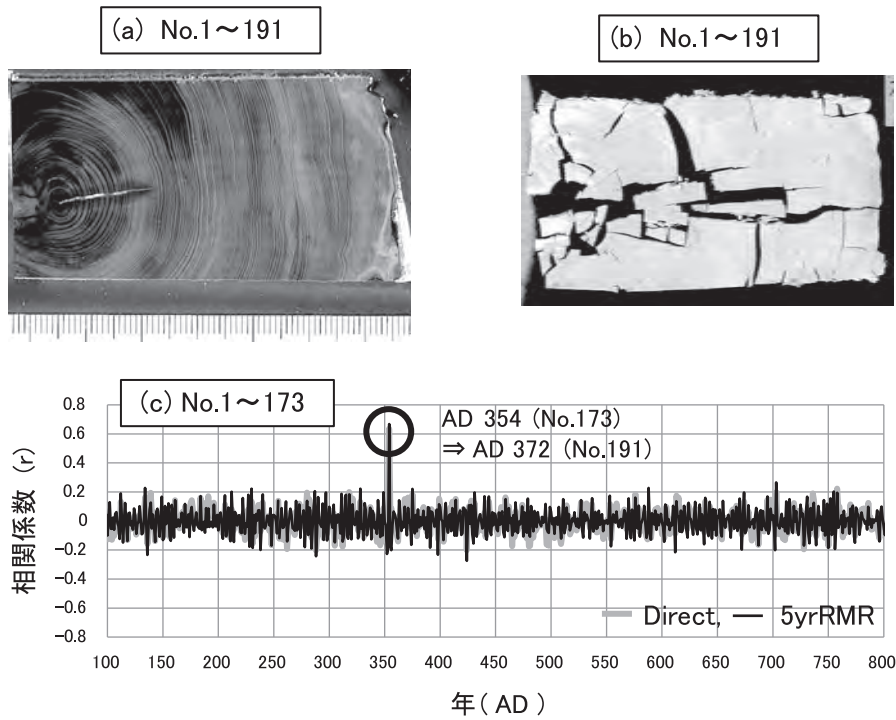 (a) No.1～191
(b) No.1～191
(c) No.1～173
AD 354 (No.173)
⇒ AD 372 (No.191)
相関係数 (r)
0.8
0.6
0.4
0.2
0
-0.2
-0.4
-0.6
-0.8
Direct, 5yrRMR
100 150 200 250 300 350 400 450 500 550 600 650 700 750 800
年(AD)